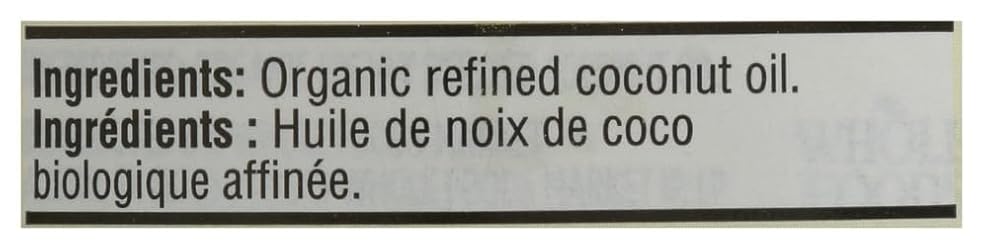 Ingredients: Organic refined coconut oil.
Ingrédients : Huile de noix de coco
biologique affinée.